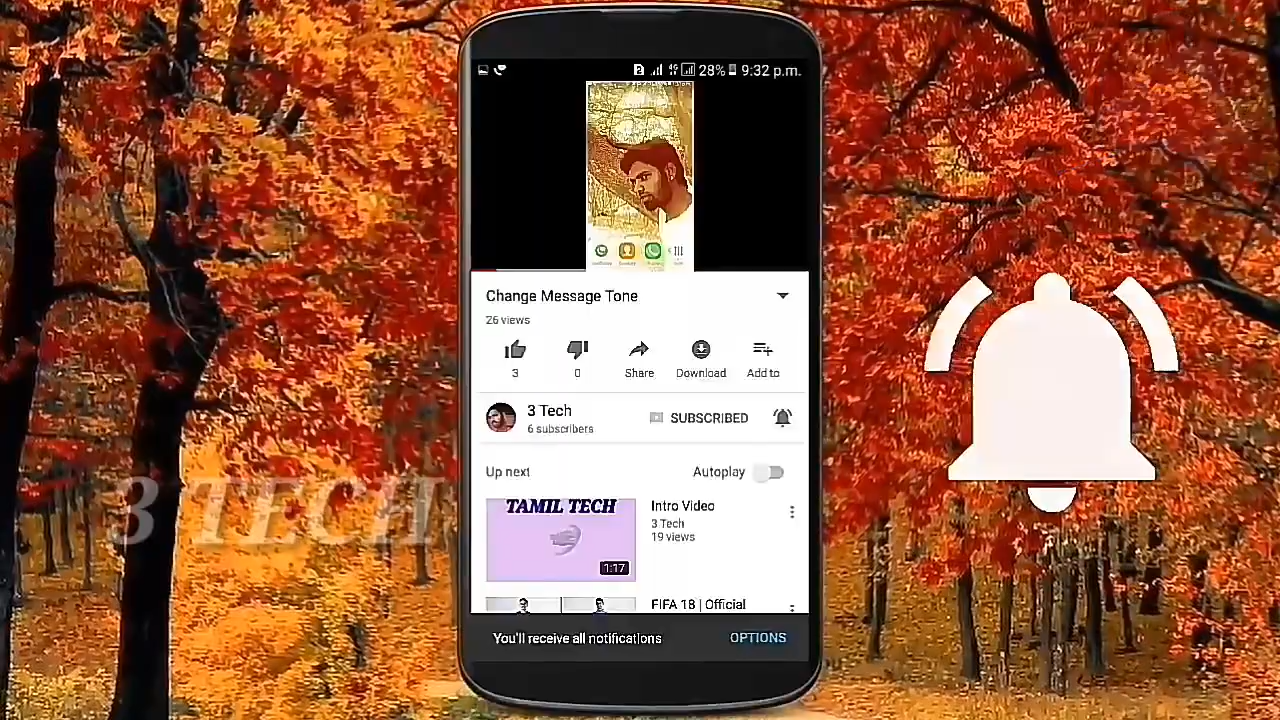 28% 9:32 p.m.
Change Message Tone
26 views
3 0 Share Download Add to
3 Tech
6 subscribers
SUBSCRIBED
Up next Autoplay
TAMIL TECH
1:17
Intro Video
3 Tech
19 views
FIFA 18 | Official
You'll receive all notifications OPTIONS
3 TECH